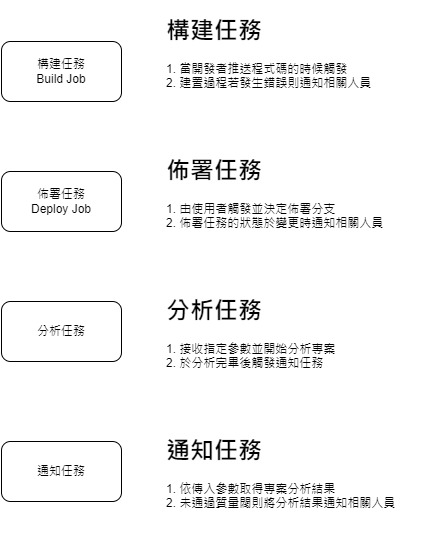 構建任務
構建任務
Build Job
1. 當開發者推送程式碼的時候觸發
2. 建置過程若發生錯誤則通知相關人員
佈署任務
佈署任務
Deploy Job
1. 由使用者觸發並決定佈署分支
2. 佈署任務的狀態於變更時通知相關人員
分析任務
分析任務
1. 接收指定參數並開始分析專案
2. 於分析完畢後觸發通知任務
通知任務
通知任務
1. 依傳入參數取得專案分析結果
2. 未通過質量閥則將分析結果通知相關人員